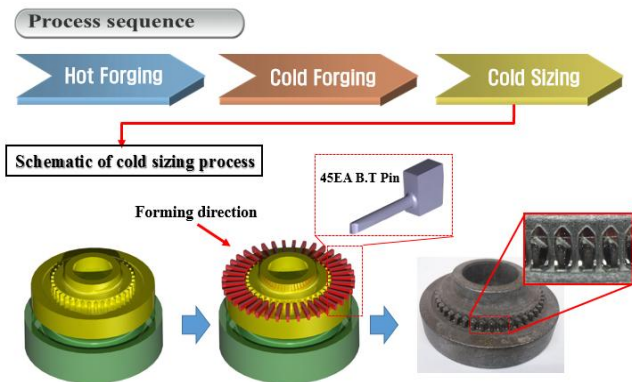 Process sequence
Hot Forging
Cold Forging
Cold Sizing
Schematic of cold sizing process
45EA B.T Pin
Forming direction